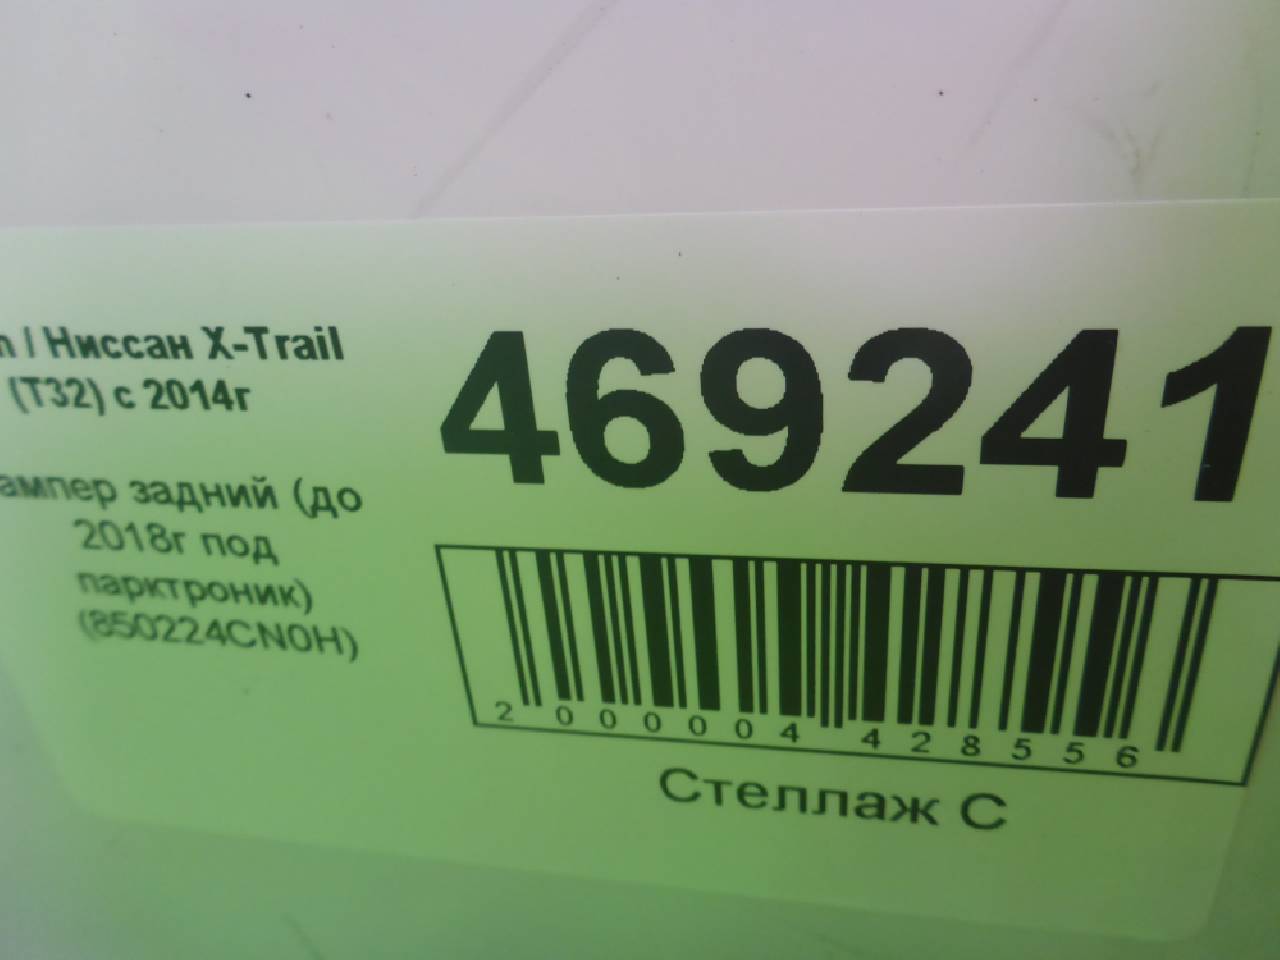 n / Ниссан X-Trail
(T32) с 2014г
469241
ампер задний (до
2018г под
парктроник)
(850224CN0H)
2 000004 428556
Стеллаж С